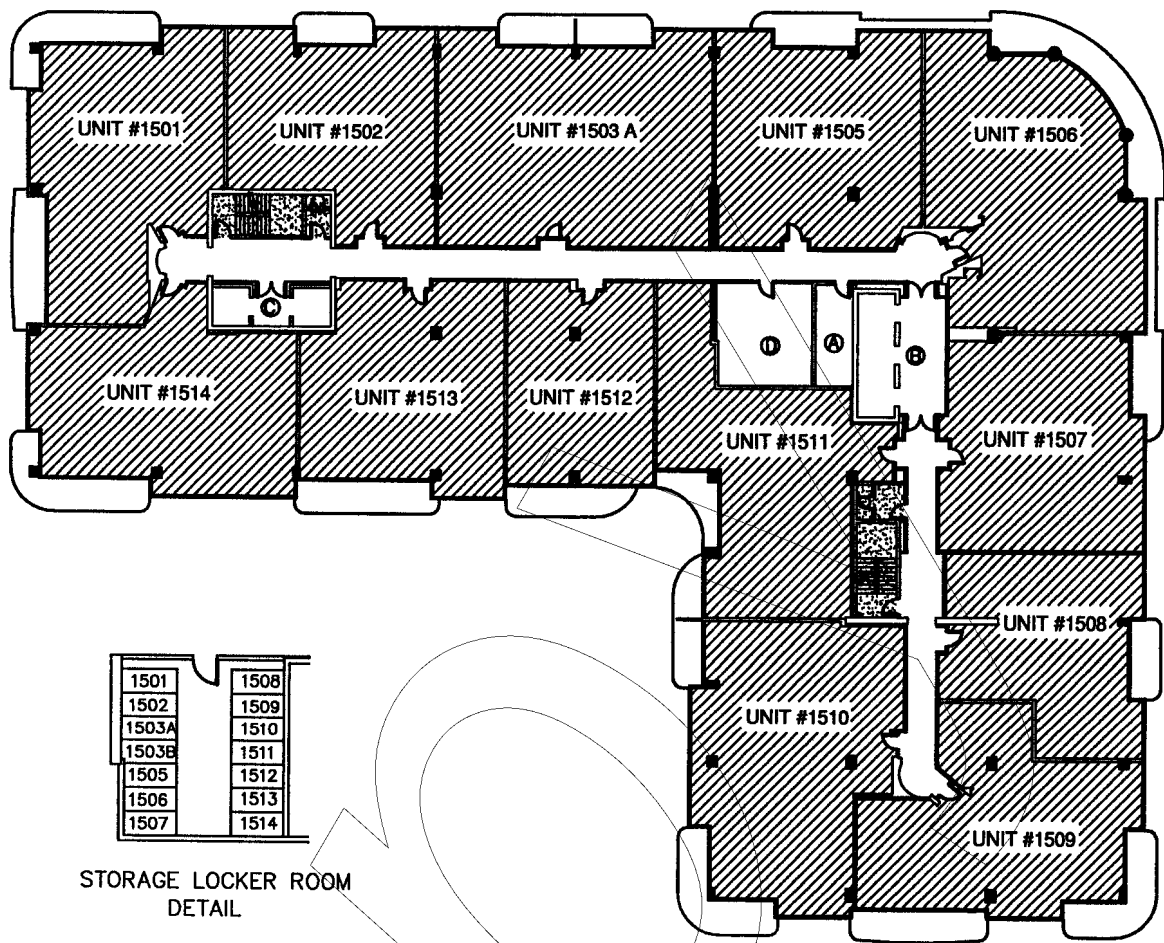 UNIT #1501
UNIT #1502
UNIT #1503 A
UNIT #1505
UNIT #1506
C
D
A
B
UNIT #1514
UNIT #1513
UNIT #1512
UNIT #1511
UNIT #1507
UNIT #1508
UNIT #1510
UNIT #1509
1501
1502
1503A
1503B
1505
1506
1507
1508
1509
1510
1511
1512
1513
1514
STORAGE LOCKER ROOM
DETAIL